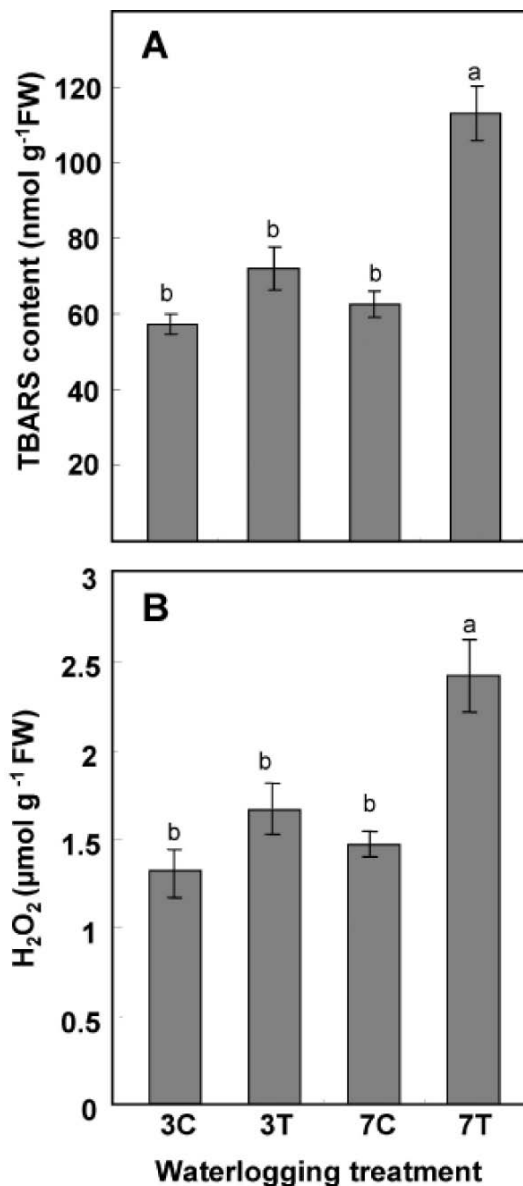 A
TBARS content (nmol g⁻¹FW)
120
100
80
60
40
20
b
b
b
a
B
H₂O₂ (μmol g⁻¹ FW)
3
2.5
2
1.5
1
0.5
0
b
b
b
a
3C 3T 7C 7T
Waterlogging treatment